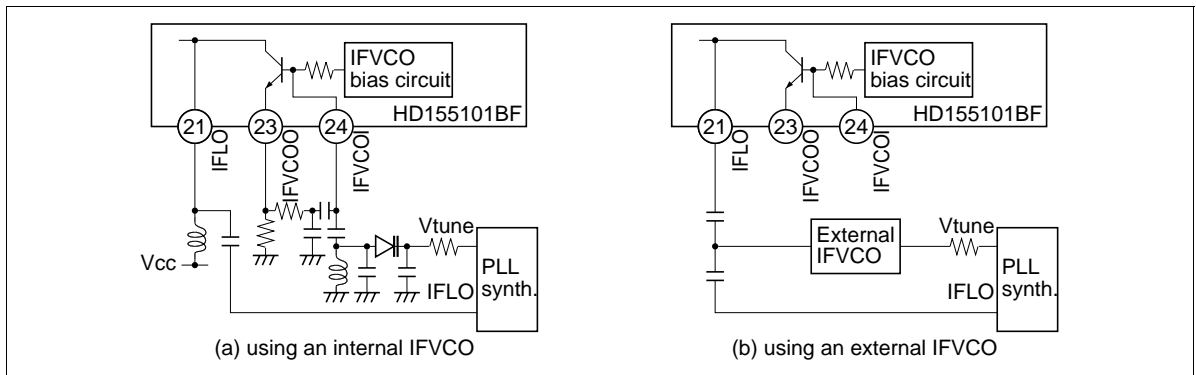 IFVCO
bias circuit
HD155101BF
21
23
24
IFLO
IFVCOO
IFVCOI
Vcc
Vtune
IFLO
PLL
synth.
(a) using an internal IFVCO
IFVCO
bias circuit
HD155101BF
21
23
24
IFLO
IFVCOO
IFVCOI
External
IFVCO
Vtune
IFLO
PLL
synth.
(b) using an external IFVCO